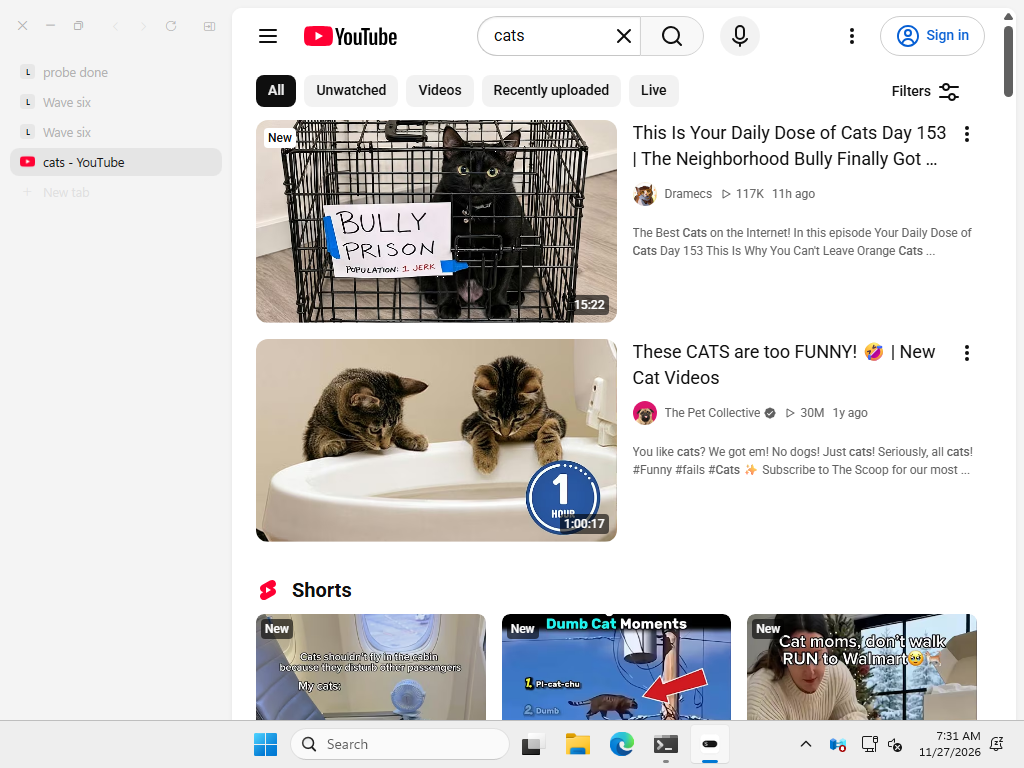 probe done
Wave six
Wave six
cats - YouTube
New tab
YouTube
cats
Sign in
All
Unwatched
Videos
Recently uploaded
Live
Filters
New
BULLY
PRISON
POPULATION: 1 JERK
15:22
This Is Your Daily Dose of Cats Day 153
| The Neighborhood Bully Finally Got ...
Dramecs 117K 11h ago
The Best Cats on the Internet! In this episode Your Daily Dose of
Cats Day 153 This Is Why You Can't Leave Orange Cats ...
1
HOUR
1:00:17
These CATS are too FUNNY! 🤣 | New
Cat Videos
The Pet Collective 30M 1y ago
You like cats? We got em! No dogs! Just cats! Seriously, all cats!
#Funny #fails #Cats ✨ Subscribe to The Scoop for our most ...
Shorts
New
Cats shouldn't fly in the cabin
because they disturb other passengers
My cats:
New
Dumb Cat Moments
1. Pi-cat-chu
2. Dumb
New
Cat moms, don't walk
RUN to Walmart
Search
7:31 AM
11/27/2026